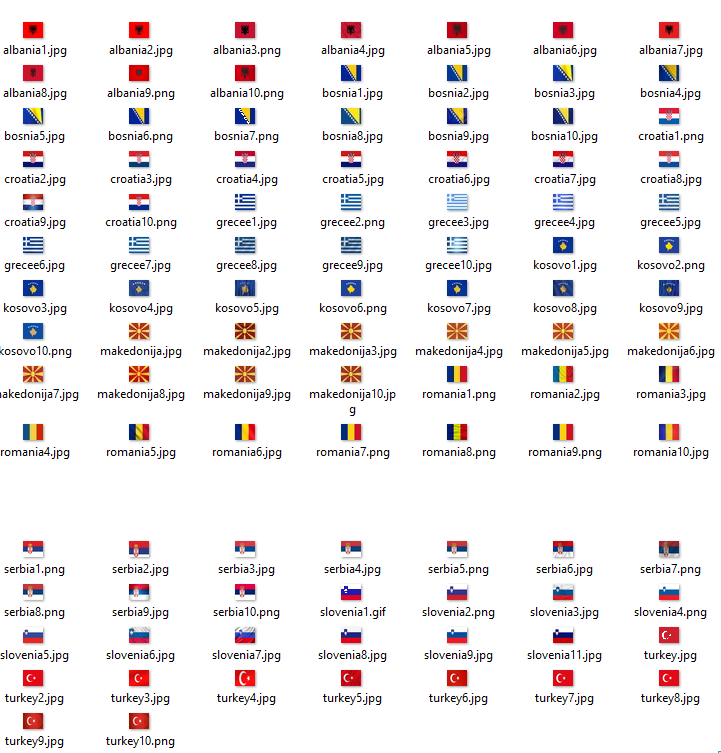 albania1.jpg albania2.jpg albania3.png albania4.jpg albania5.jpg albania6.jpg albania7.jpg
albania8.jpg albania9.png albania10.png bosnia1.jpg bosnia2.jpg bosnia3.jpg bosnia4.jpg
bosnia5.jpg bosnia6.png bosnia7.png bosnia8.jpg bosnia9.jpg bosnia10.jpg croatia1.png
croatia2.jpg croatia3.jpg croatia4.jpg croatia5.jpg croatia6.jpg croatia7.jpg croatia8.jpg
croatia9.jpg croatia10.png grecee1.jpg grecee2.png grecee3.jpg grecee4.jpg grecee5.jpg
grecee6.jpg grecee7.jpg grecee8.jpg grecee9.jpg grecee10.jpg kosovo1.jpg kosovo2.png
kosovo3.jpg kosovo4.jpg kosovo5.jpg kosovo6.png kosovo7.jpg kosovo8.jpg kosovo9.jpg
kosovo10.png makedonija.jpg makedonija2.jpg makedonija3.jpg makedonija4.jpg makedonija5.jpg makedonija6.jpg
makedonija7.jpg makedonija8.jpg makedonija9.jpg makedonija10.jp romania1.png romania2.jpg romania3.jpg
g
romania4.jpg romania5.jpg romania6.jpg romania7.png romania8.png romania9.png romania10.jpg
serbia1.png serbia2.jpg serbia3.jpg serbia4.jpg serbia5.png serbia6.jpg serbia7.png
serbia8.png serbia9.jpg serbia10.png slovenia1.gif slovenia2.png slovenia3.jpg slovenia4.png
slovenia5.jpg slovenia6.jpg slovenia7.jpg slovenia8.jpg slovenia9.jpg slovenia11.jpg turkey.jpg
turkey2.jpg turkey3.jpg turkey4.jpg turkey5.jpg turkey6.jpg turkey7.jpg turkey8.jpg
turkey9.jpg turkey10.png